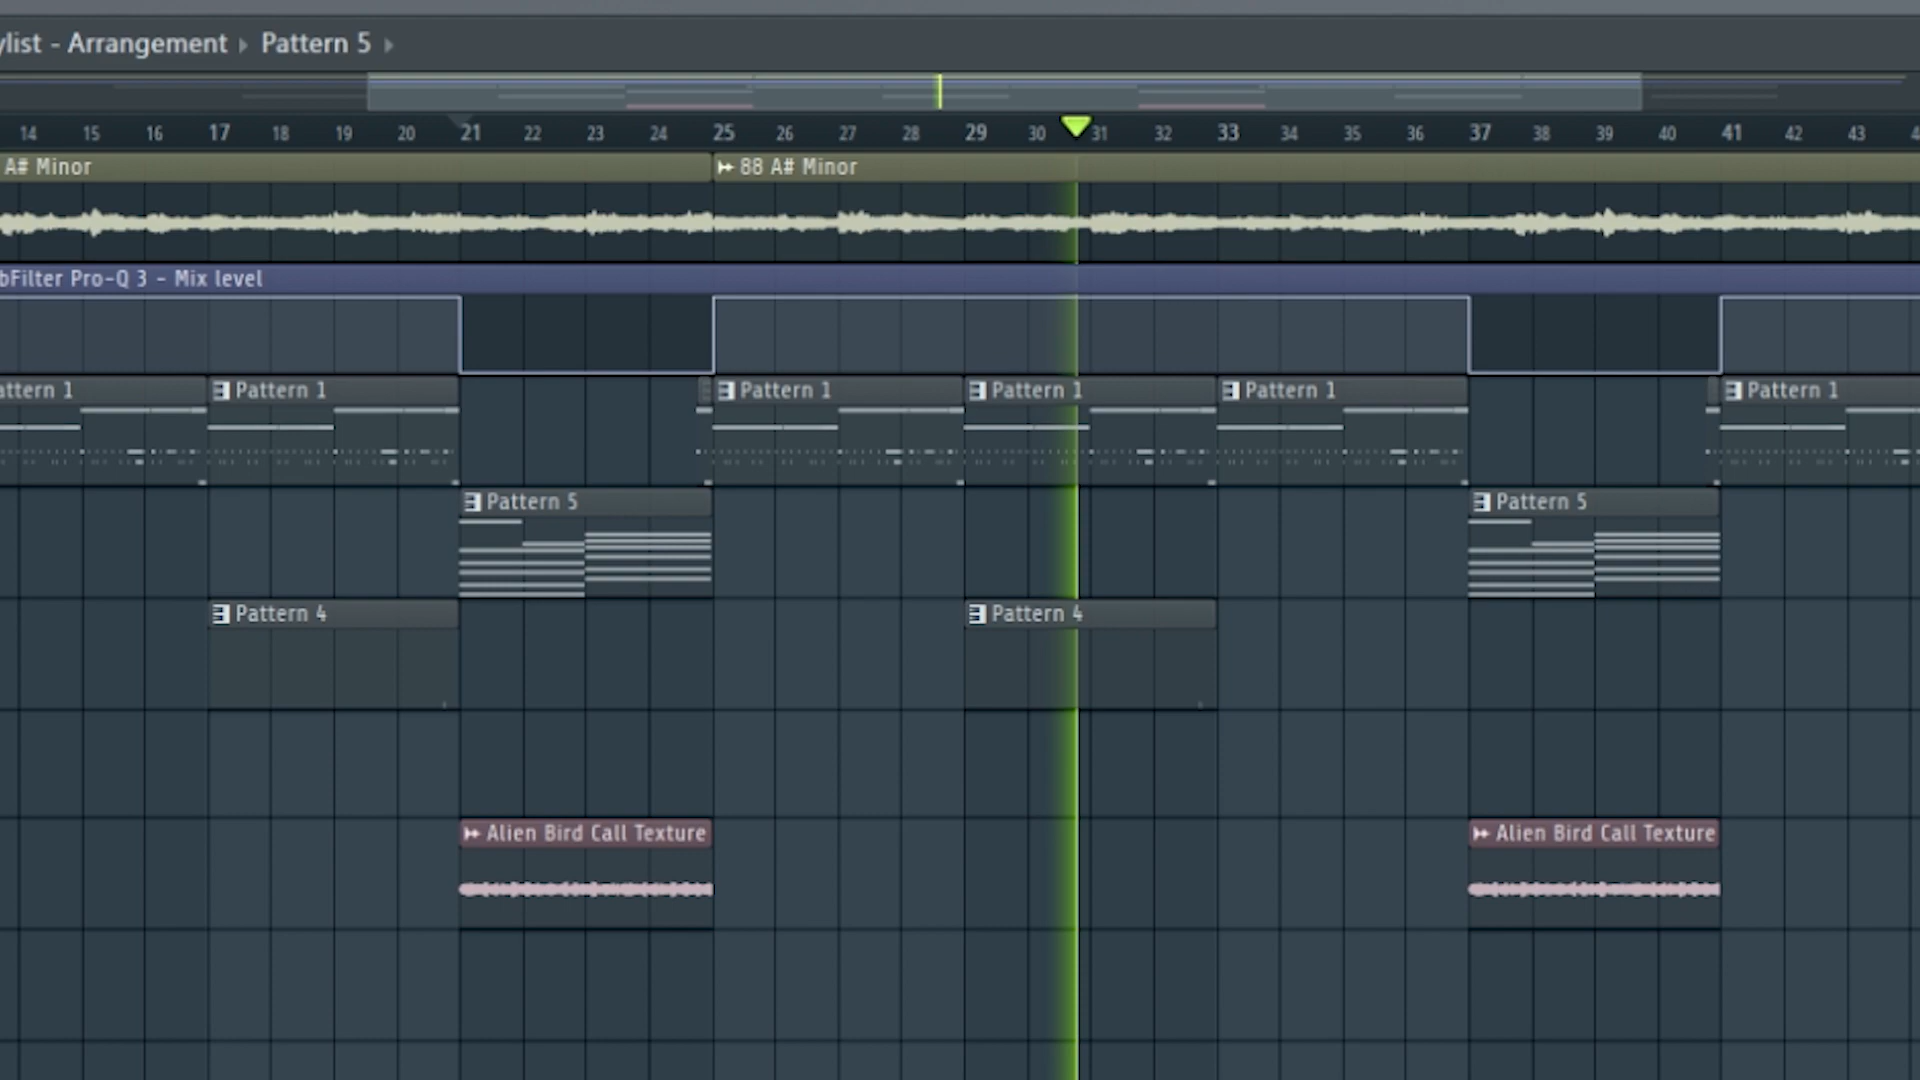 ylist - Arrangement ▸ Pattern 5 ▸
14 15 16 17 18 19 20 21 22 23 24 25 26 27 28 29 30 31 32 33 34 35 36 37 38 39 40 41 42 43 4
A# Minor 88 A# Minor
bFilter Pro-Q 3 - Mix level
attern 1 Pattern 1 Pattern 1 Pattern 1 Pattern 1 Pattern 1
Pattern 5 Pattern 5
Pattern 4 Pattern 4
Alien Bird Call Texture Alien Bird Call Texture